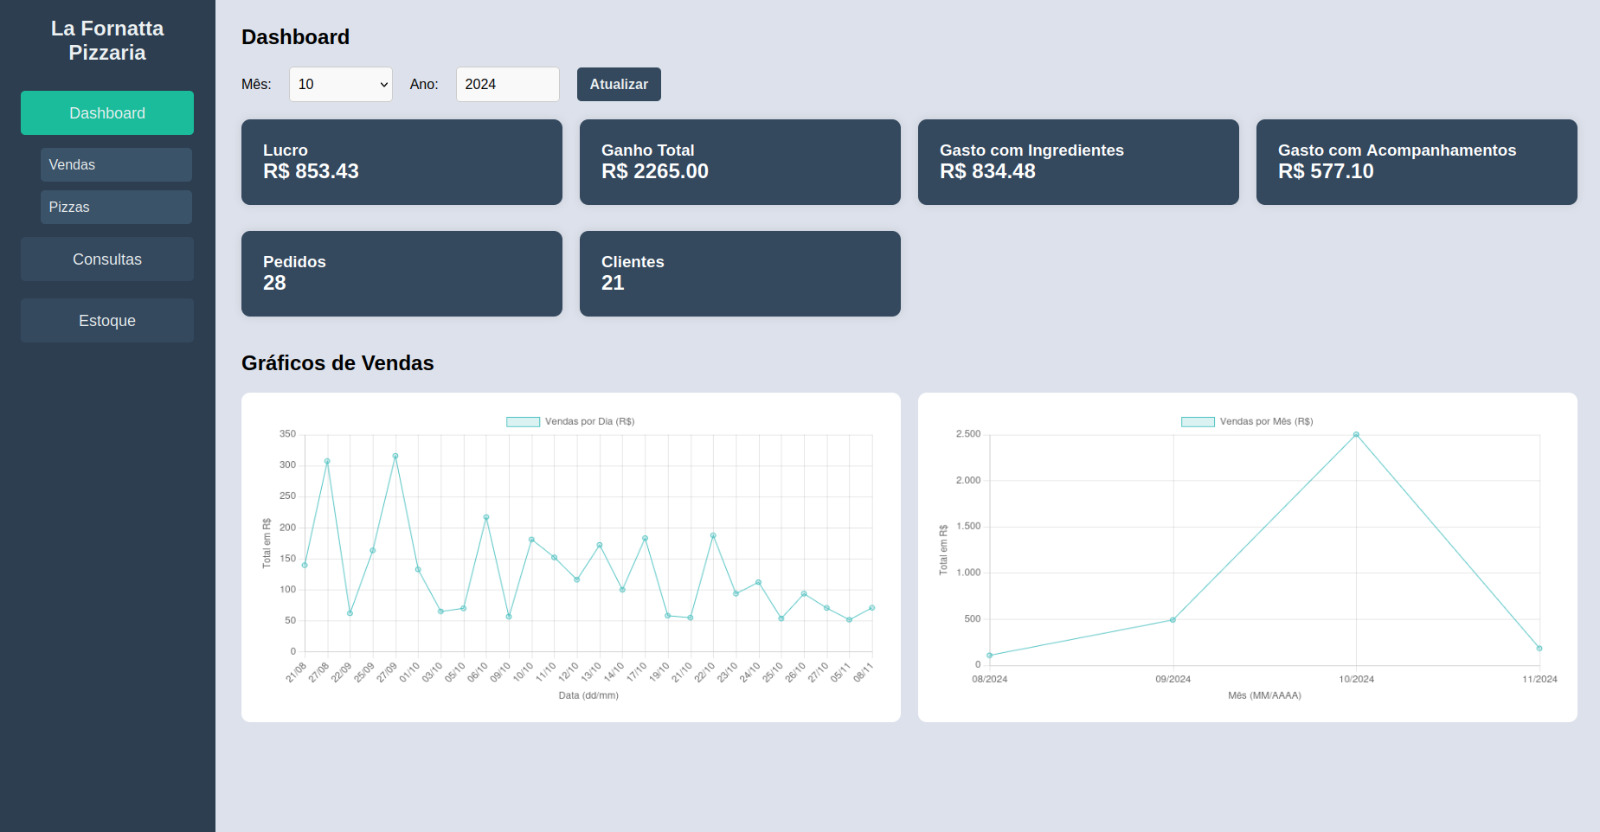 La Fornatta
Pizzaria
Dashboard
Vendas
Pizzas
Consultas
Estoque
Dashboard
Mês: 10 Ano: 2024 Atualizar
Lucro
R$ 853.43
Ganho Total
R$ 2265.00
Gasto com Ingredientes
R$ 834.48
Gasto com Acompanhamentos
R$ 577.10
Pedidos
28
Clientes
21
Gráficos de Vendas
Vendas por Dia (R$)
Total em R$
350
300
250
200
150
100
50
0
21/08 27/08 22/09 25/09 27/09 01/10 03/10 05/10 06/10 09/10 10/10 11/10 12/10 13/10 14/10 17/10 19/10 21/10 22/10 23/10 24/10 25/10 26/10 27/10 05/11 08/11
Data (dd/mm)
Vendas por Mês (R$)
Total em R$
2.500
2.000
1.500
1.000
500
0
08/2024 09/2024 10/2024 11/2024
Mês (MM/AAAA)